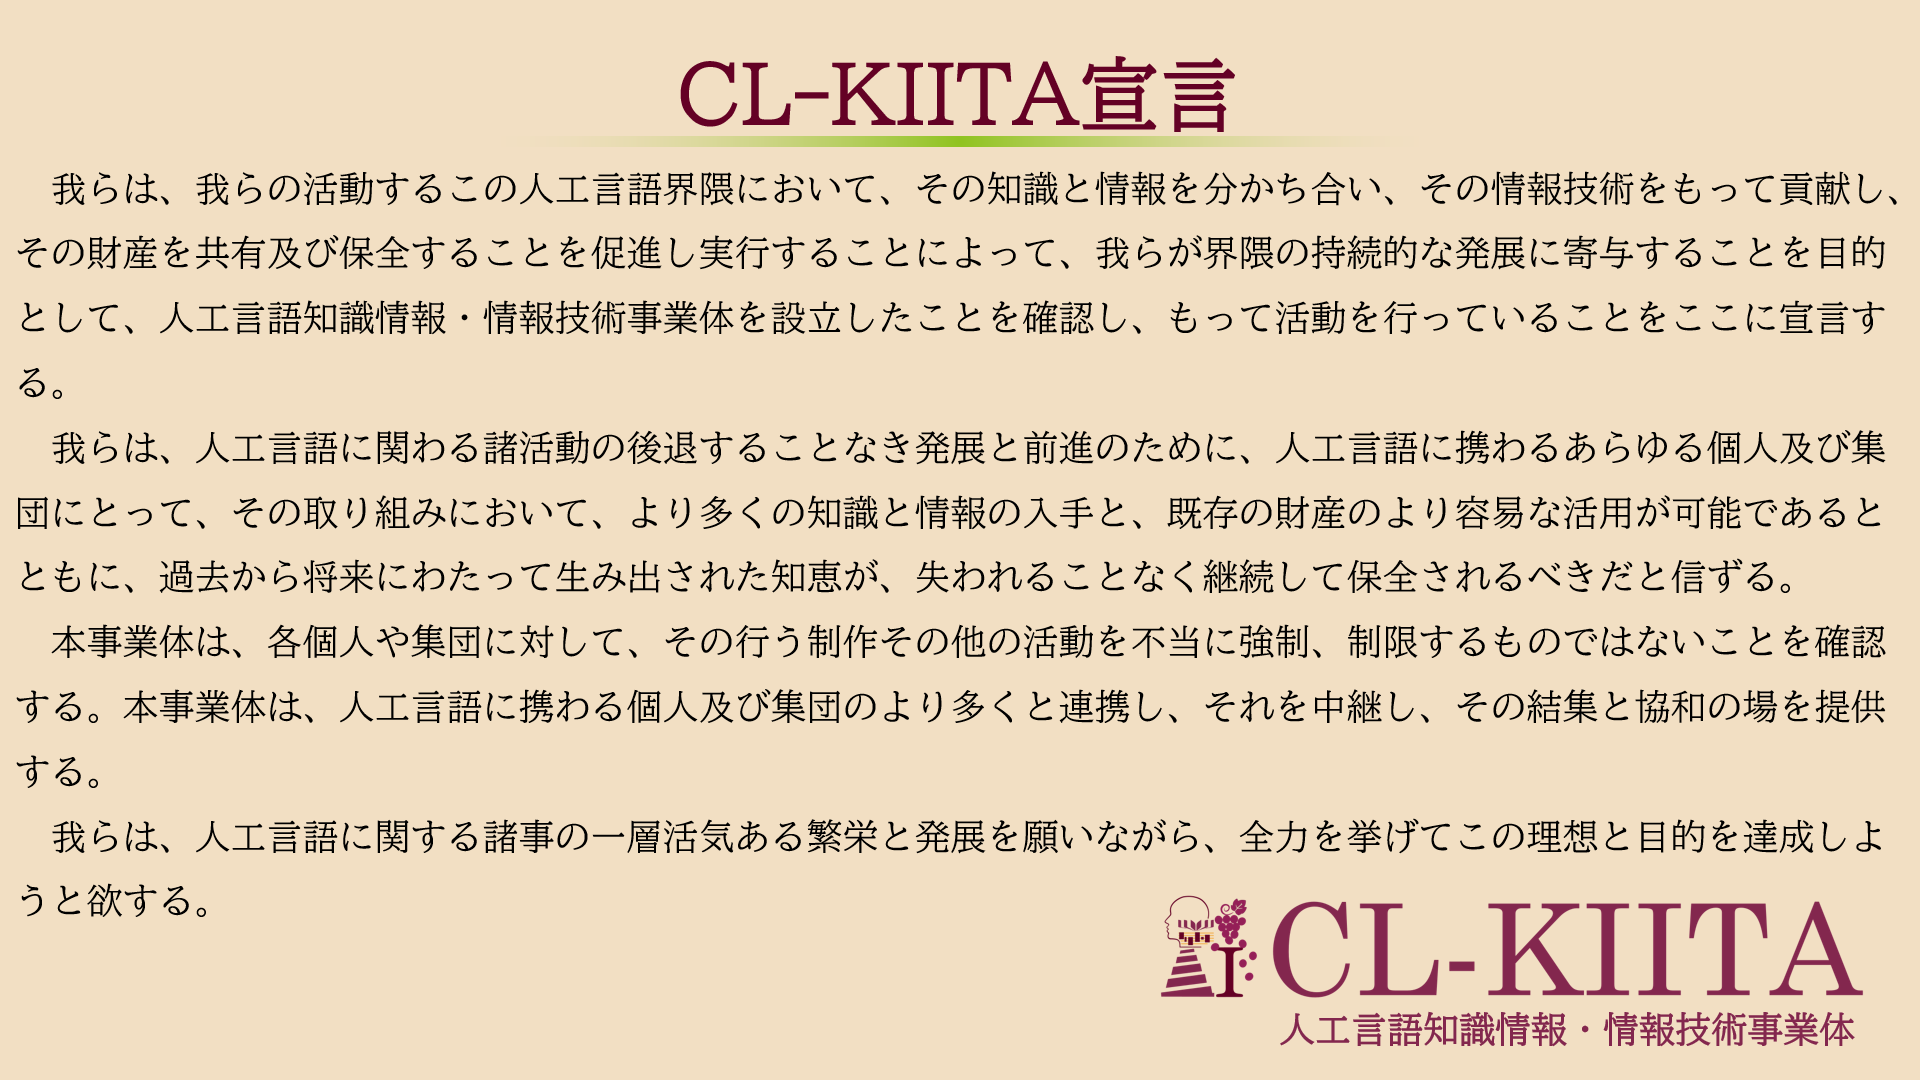 CL-KIITA宣言
　我らは、我らの活動するこの人工言語界隈において、その知識と情報を分かち合い、その情報技術をもって貢献し、
その財産を共有及び保全することを促進し実行することによって、我らが界隈の持続的な発展に寄与することを目的
として、人工言語知識情報・情報技術事業体を設立したことを確認し、もって活動を行っていることをここに宣言す
る。
　我らは、人工言語に関わる諸活動の後退することなき発展と前進のために、人工言語に携わるあらゆる個人及び集
団にとって、その取り組みにおいて、より多くの知識と情報の入手と、既存の財産のより容易な活用が可能であると
ともに、過去から将来にわたって生み出された知恵が、失われることなく継続して保全されるべきだと信ずる。
　本事業体は、各個人や集団に対して、その行う制作その他の活動を不当に強制、制限するものではないことを確認
する。本事業体は、人工言語に携わる個人及び集団のより多くと連携し、それを中継し、その結集と協和の場を提供
する。
　我らは、人工言語に関する諸事の一層活気ある繁栄と発展を願いながら、全力を挙げてこの理想と目的を達成しよ
うと欲する。
CL-KIITA
人工言語知識情報・情報技術事業体